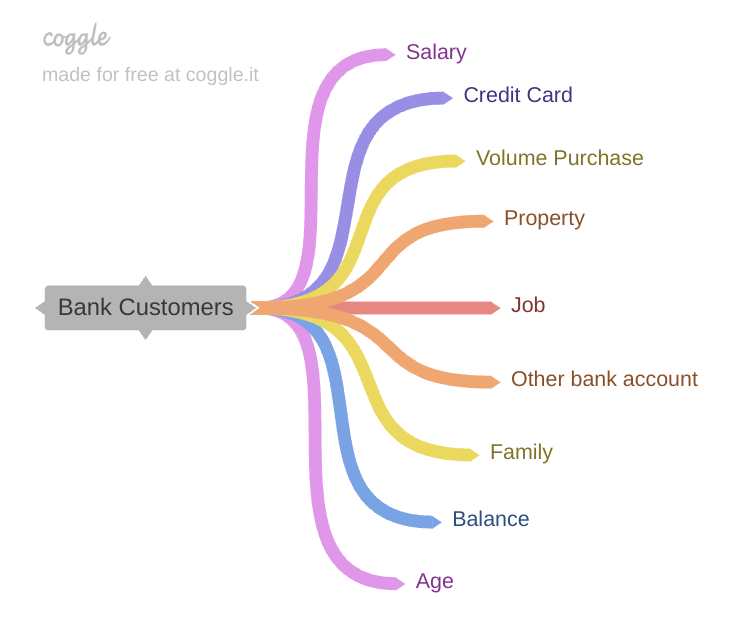 coggle
made for free at coggle.it
Salary
Credit Card
Volume Purchase
Property
Bank Customers
Job
Other bank account
Family
Balance
Age